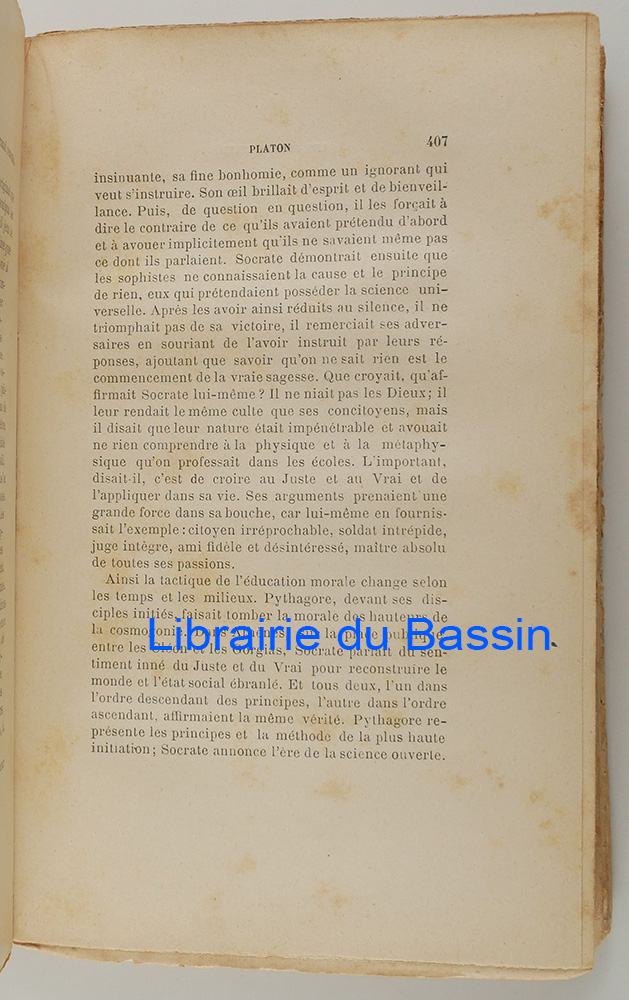 PLATON
407
insinuante, sa fine bonhomie, comme un ignorant qui
veut s'instruire. Son œil brillait d'esprit et de bienveil-
lance. Puis, de question en question, il les forçait à
dire le contraire de ce qu'ils avaient prétendu d'abord
et à avouer implicitement qu'ils ne savaient même pas
ce dont ils parlaient. Socrate démontrait ensuite que
les sophistes ne connaissaient la cause et le principe
de rien, eux qui prétendaient posséder la science uni-
verselle. Après les avoir ainsi réduits au silence, il ne
triomphait pas de sa victoire, il remerciait ses adver-
saires en souriant de l'avoir instruit par leurs ré-
ponses, ajoutant que savoir qu'on ne sait rien est le
commencement de la vraie sagesse. Que croyait, qu'af-
firmait Socrate lui-même ? Il ne niait pas les Dieux; il
leur rendait le même culte que ses concitoyens, mais
il disait que leur nature était impénétrable et avouait
ne rien comprendre à la physique et à la métaphy-
sique qu'on professait dans les écoles. L'important,
disait-il, c'est de croire au Juste et au Vrai et de
l'appliquer dans sa vie. Ses arguments prenaient une
grande force dans sa bouche, car lui-même en fournis-
sait l'exemple : citoyen irréprochable, soldat intrépide,
juge intègre, ami fidèle et désintéressé, maître absolu
de toutes ses passions.
Ainsi la tactique de l'éducation morale change selon
les temps et les milieux. Pythagore, devant ses dis-
ciples initiés, faisait tomber la morale des hauteurs de
la cosmogonie. Dans Athènes, sur la place publique,
entre les Cléon et les Gorgias, Socrate parlait du sen-
timent inné du Juste et du Vrai pour reconstruire le
monde et l'état social ébranlé. Et tous deux, l'un dans
l'ordre descendant des principes, l'autre dans l'ordre
ascendant, affirmaient la même vérité. Pythagore re-
présente les principes et la méthode de la plus haute
initiation; Socrate annonce l'ère de la science ouverte.
Librairie du Bassin